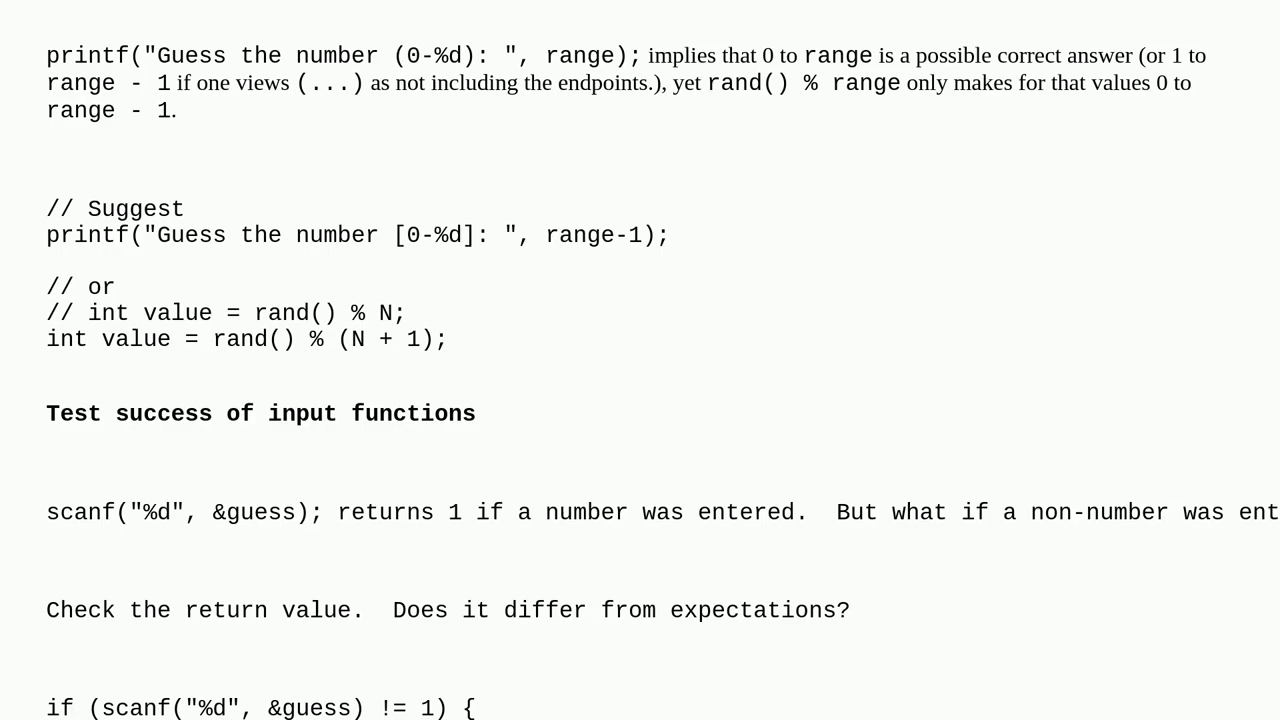 printf("Guess the number (0-%d): ", range); implies that 0 to range is a possible correct answer (or 1 to
range - 1 if one views (...) as not including the endpoints.), yet rand() % range only makes for that values 0 to
range - 1.
// Suggest
printf("Guess the number [0-%d]: ", range-1);
// or
// int value = rand() % N;
int value = rand() % (N + 1);
Test success of input functions
scanf("%d", &guess); returns 1 if a number was entered.  But what if a non-number was ent
Check the return value.  Does it differ from expectations?
if (scanf("%d", &guess) != 1) {